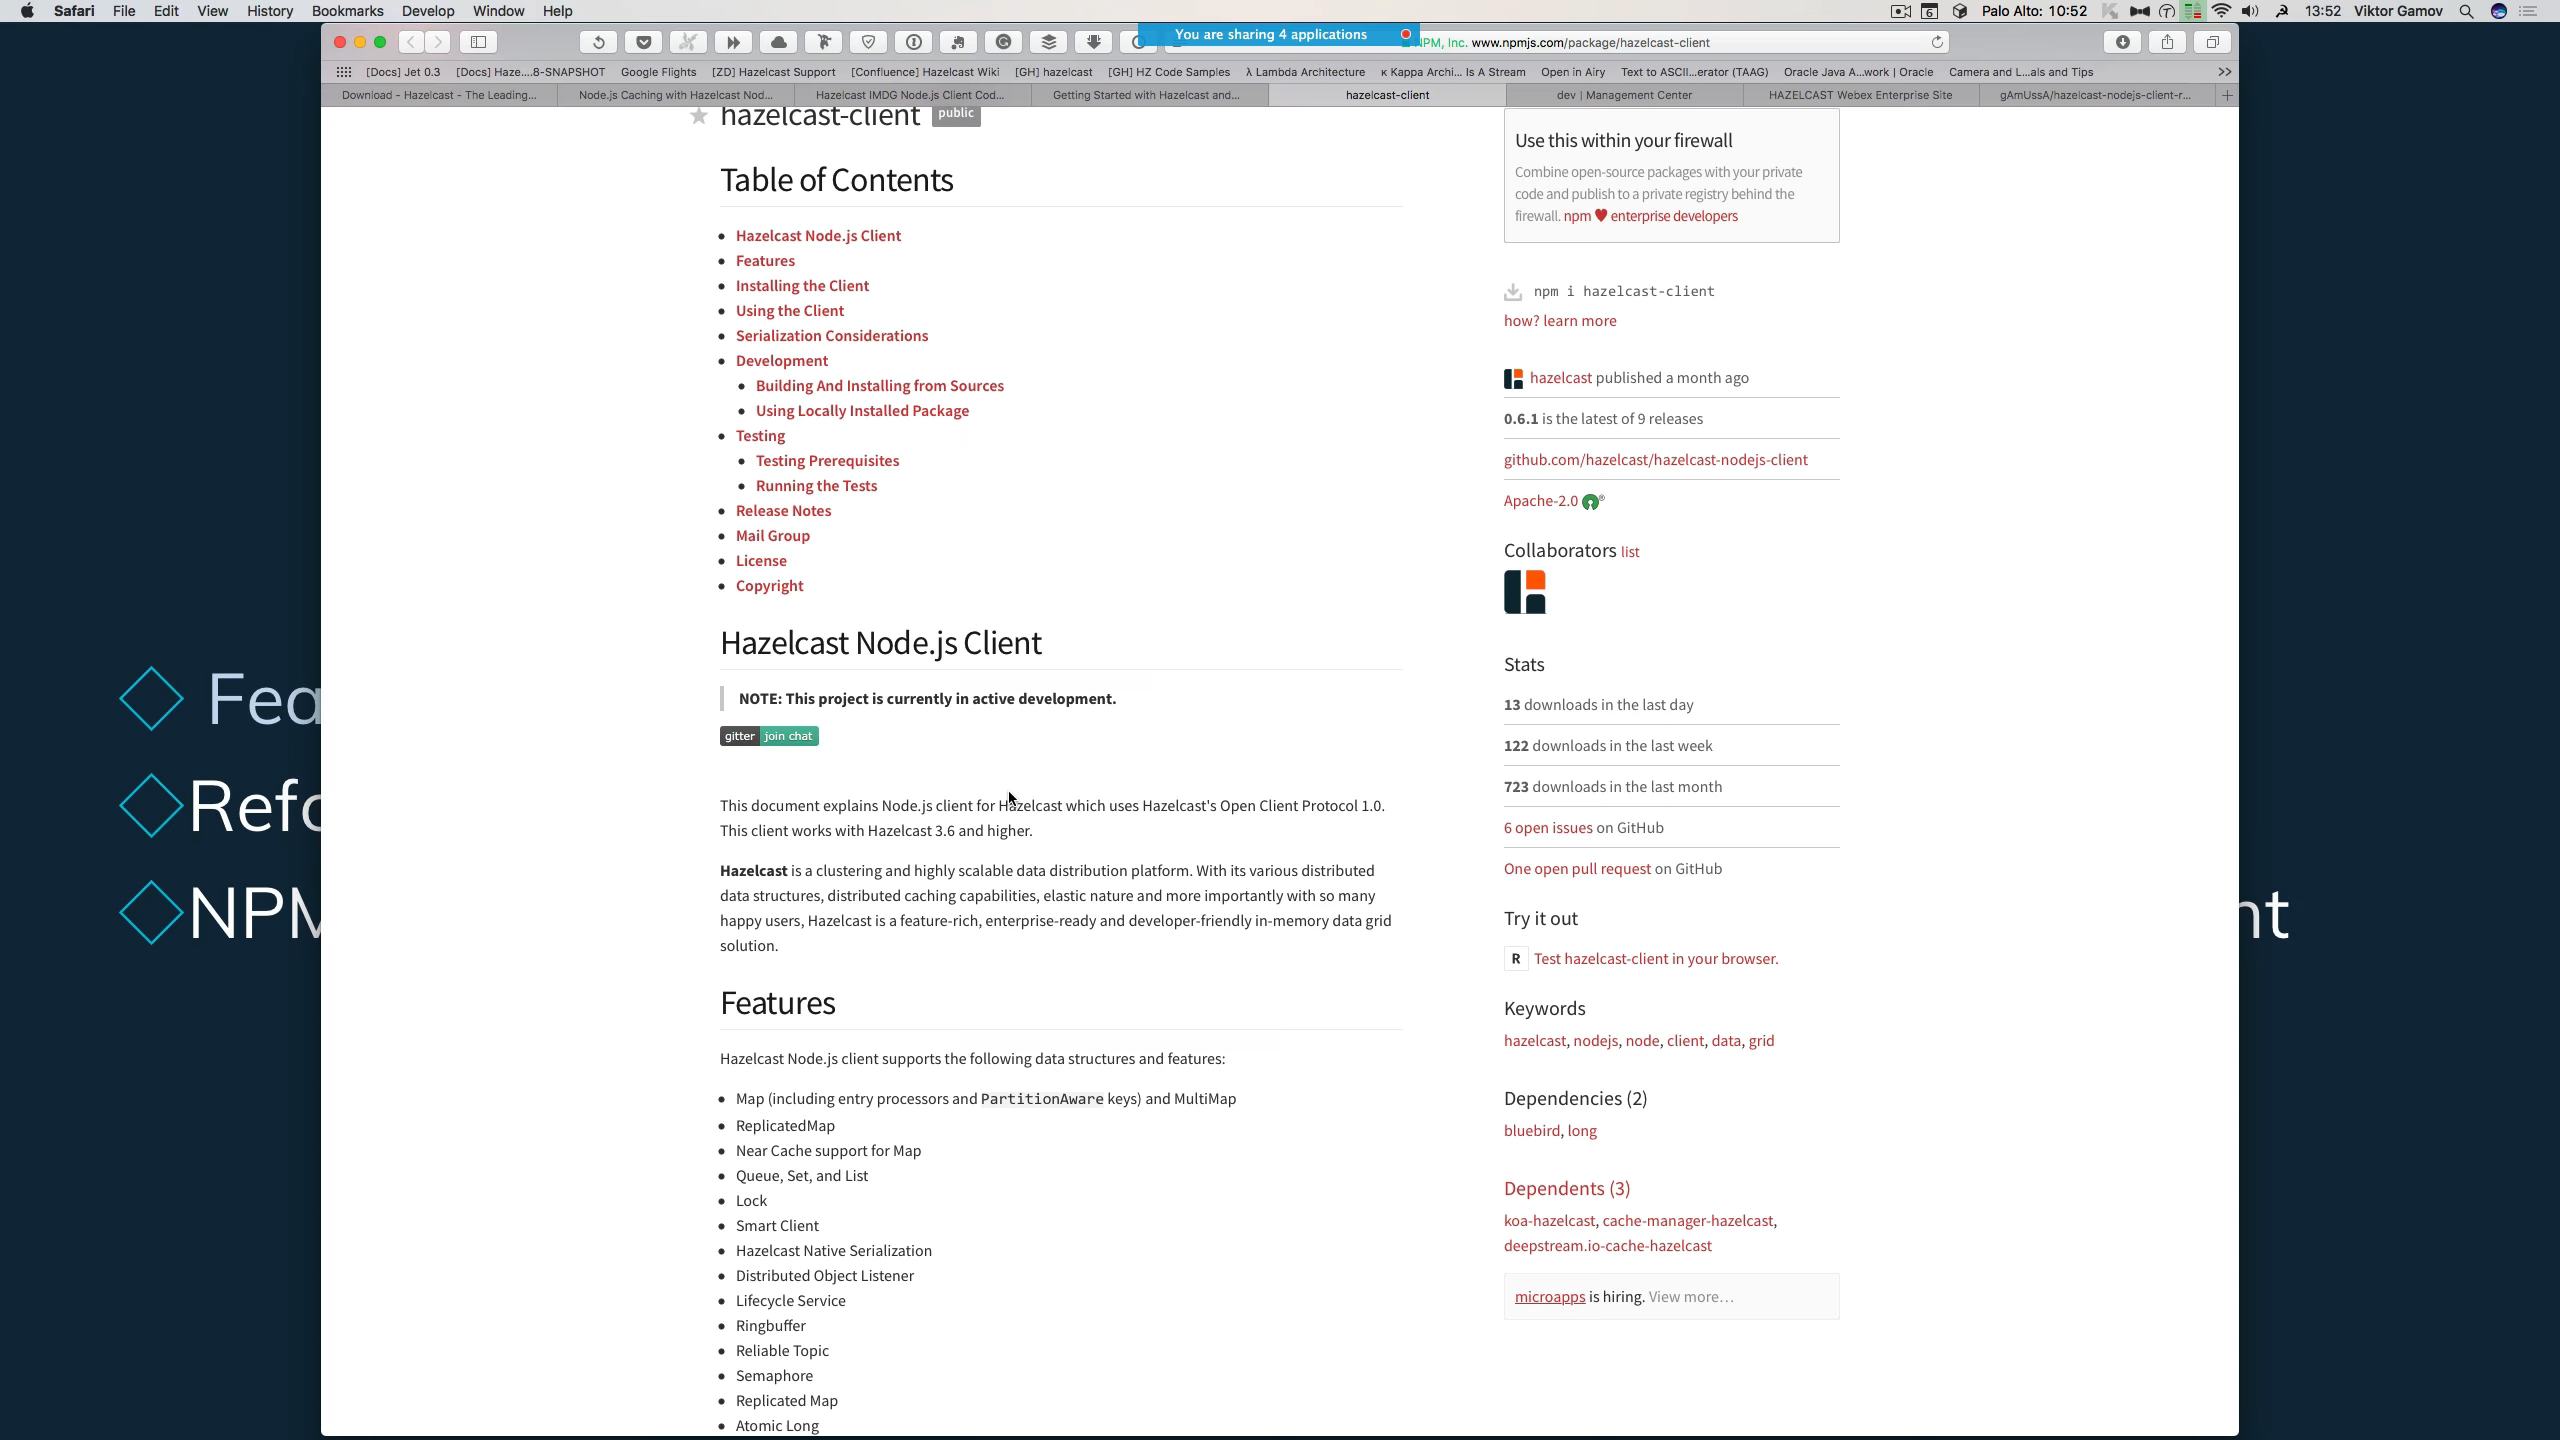 Safari File Edit View History Bookmarks Develop Window Help
6 Palo Alto: 10:52 13:52 Viktor Gamov
You are sharing 4 applications
NPM, Inc. www.npmjs.com/package/hazelcast-client
[Docs] Jet 0.3 [Docs] Haze....8-SNAPSHOT Google Flights [ZD] Hazelcast Support [Confluence] Hazelcast Wiki [GH] hazelcast [GH] HZ Code Samples λ Lambda Architecture κ Kappa Archi... Is A Stream Open in Airy Text to ASCII...erator (TAAG) Oracle Java A...work | Oracle Camera and L...als and Tips >>
Download - Hazelcast - The Leading... Node.js Caching with Hazelcast Nod... Hazelcast IMDG Node.js Client Cod... Getting Started with Hazelcast and... hazelcast-client dev | Management Center HAZELCAST Webex Enterprise Site gAmUssA/hazelcast-nodejs-client-r... +
hazelcast-client public
Table of Contents
Hazelcast Node.js Client
Features
Installing the Client
Using the Client
Serialization Considerations
Development
Building And Installing from Sources
Using Locally Installed Package
Testing
Testing Prerequisites
Running the Tests
Release Notes
Mail Group
License
Copyright
Hazelcast Node.js Client
NOTE: This project is currently in active development.
gitter join chat
This document explains Node.js client for Hazelcast which uses Hazelcast's Open Client Protocol 1.0.
This client works with Hazelcast 3.6 and higher.
Hazelcast is a clustering and highly scalable data distribution platform. With its various distributed
data structures, distributed caching capabilities, elastic nature and more importantly with so many
happy users, Hazelcast is a feature-rich, enterprise-ready and developer-friendly in-memory data grid
solution.
Features
Hazelcast Node.js client supports the following data structures and features:
Map (including entry processors and PartitionAware keys) and MultiMap
ReplicatedMap
Near Cache support for Map
Queue, Set, and List
Lock
Smart Client
Hazelcast Native Serialization
Distributed Object Listener
Lifecycle Service
Ringbuffer
Reliable Topic
Semaphore
Replicated Map
Atomic Long
Use this within your firewall
Combine open-source packages with your private
code and publish to a private registry behind the
firewall. npm ♥ enterprise developers
npm i hazelcast-client
how? learn more
hazelcast published a month ago
0.6.1 is the latest of 9 releases
github.com/hazelcast/hazelcast-nodejs-client
Apache-2.0 ®
Collaborators list
Stats
13 downloads in the last day
122 downloads in the last week
723 downloads in the last month
6 open issues on GitHub
One open pull request on GitHub
Try it out
R Test hazelcast-client in your browser.
Keywords
hazelcast, nodejs, node, client, data, grid
Dependencies (2)
bluebird, long
Dependents (3)
koa-hazelcast, cache-manager-hazelcast,
deepstream.io-cache-hazelcast
microapps is hiring. View more...
Fea
Refc
NPM
nt